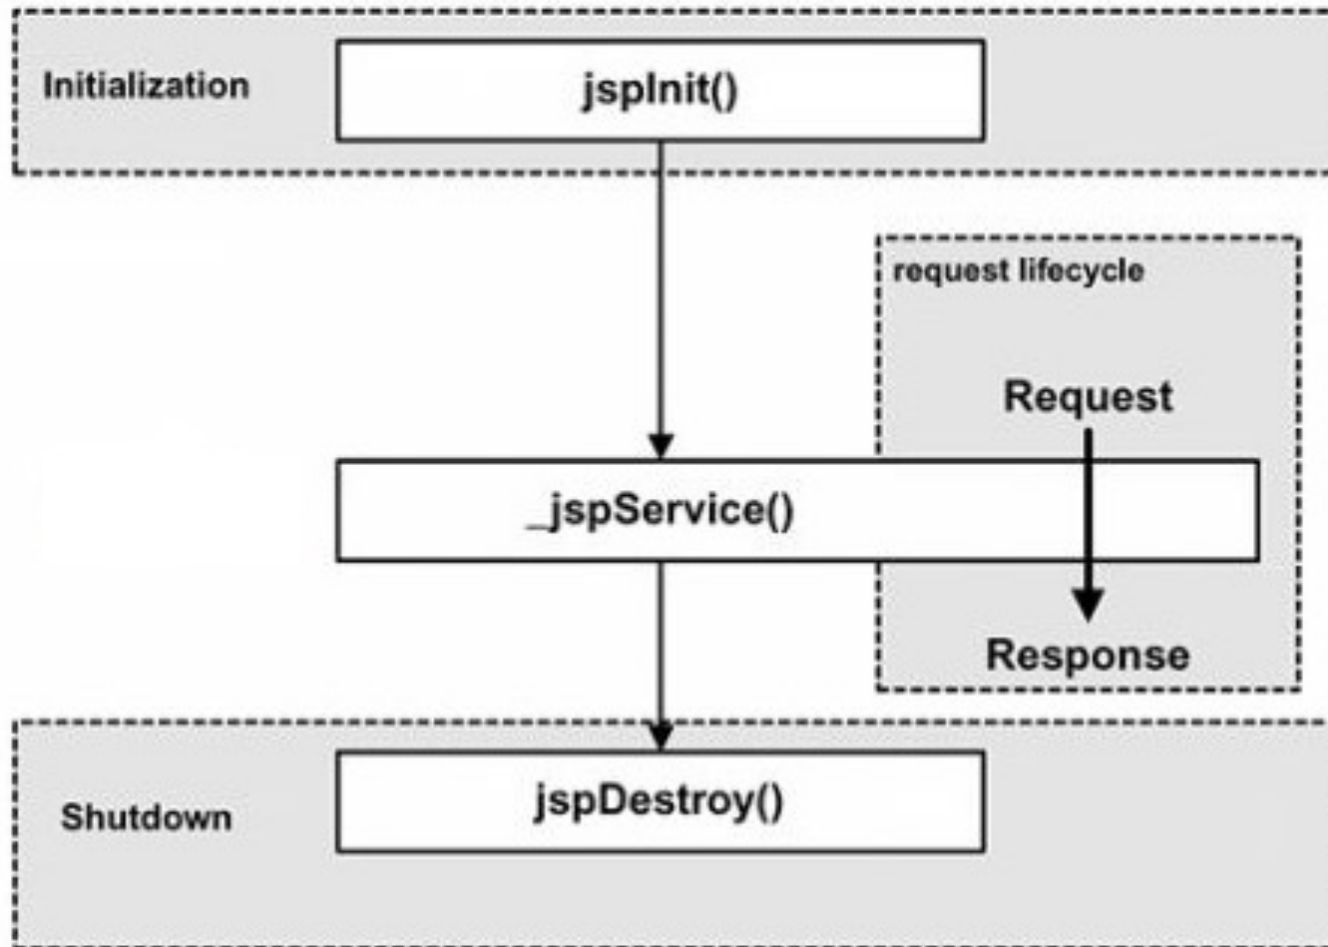 Initialization
jspInit()
request lifecycle
Request
_jspService()
Response
Shutdown
jspDestroy()